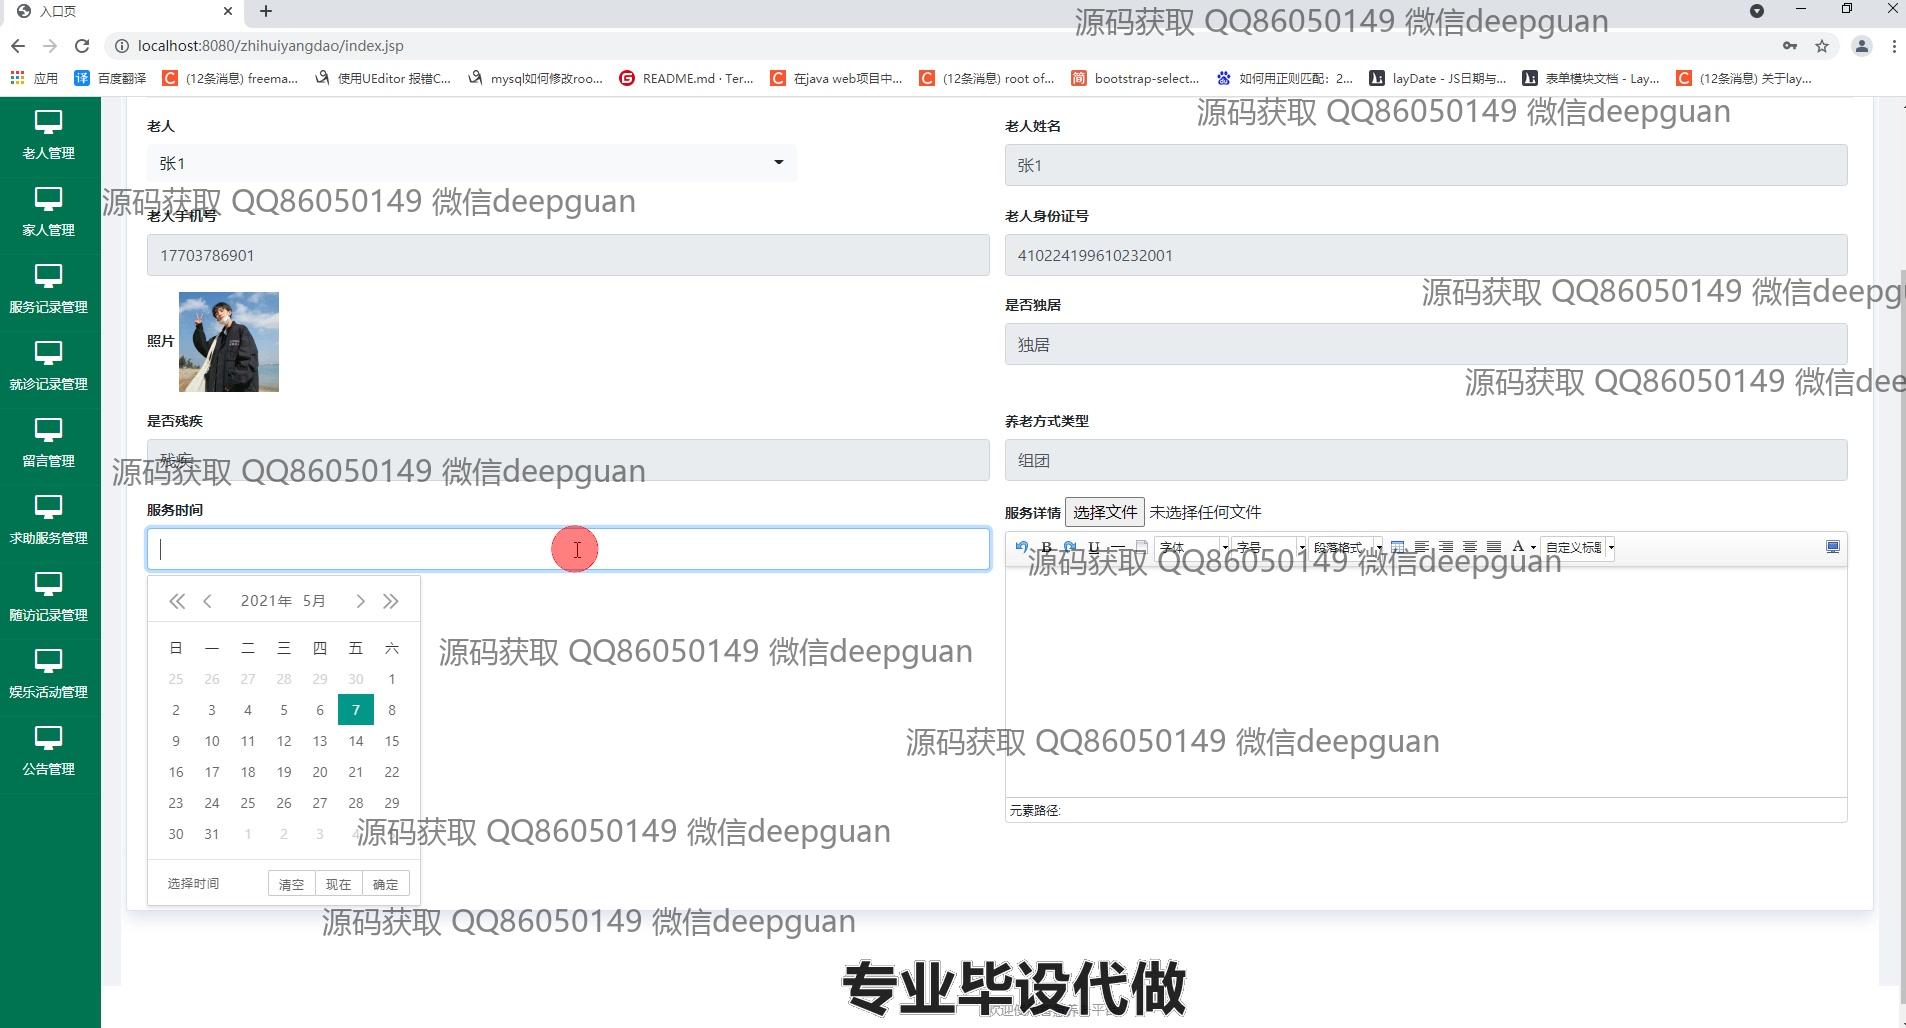 入口页
源码获取 QQ86050149 微信deepguan
localhost:8080/zhihuiyangdao/index.jsp
应用
百度翻译
(12条消息) freema...
使用UEditor 报错C...
mysql如何修改roo...
README.md · Ter...
在java web项目中...
(12条消息) root of...
bootstrap-select...
如何用正则匹配：2...
layDate - JS日期与...
表单模块文档 - Lay...
(12条消息) 关于lay...
源码获取 QQ86050149 微信deepguan
老人管理
家人管理
服务记录管理
就诊记录管理
留言管理
求助服务管理
随访记录管理
娱乐活动管理
公告管理
老人
张1
老人姓名
张1
源码获取 QQ86050149 微信deepguan
老人手机号
17703786901
老人身份证号
410224199610232001
源码获取 QQ86050149 微信deepg
照片
是否独居
独居
源码获取 QQ86050149 微信dee
是否残疾
残疾
源码获取 QQ86050149 微信deepguan
养老方式类型
组团
服务时间
服务详情 选择文件 未选择任何文件
B U 字体 字号 段落格式 A 自定义标题
源码获取 QQ86050149 微信deepguan
2021年 5月
日 一 二 三 四 五 六
25 26 27 28 29 30 1
2 3 4 5 6 7 8
9 10 11 12 13 14 15
16 17 18 19 20 21 22
23 24 25 26 27 28 29
30 31 1 2 3 4
选择时间 清空 现在 确定
源码获取 QQ86050149 微信deepguan
源码获取 QQ86050149 微信deepguan
元素路径:
源码获取 QQ86050149 微信deepguan
源码获取 QQ86050149 微信deepguan
专业毕设代做